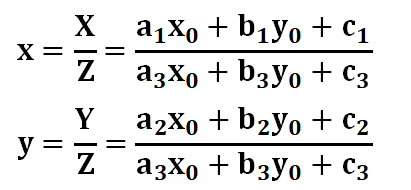 x = X/Z = (a₁x₀ + b₁y₀ + c₁)/(a₃x₀ + b₃y₀ + c₃)
y = Y/Z = (a₂x₀ + b₂y₀ + c₂)/(a₃x₀ + b₃y₀ + c₃)